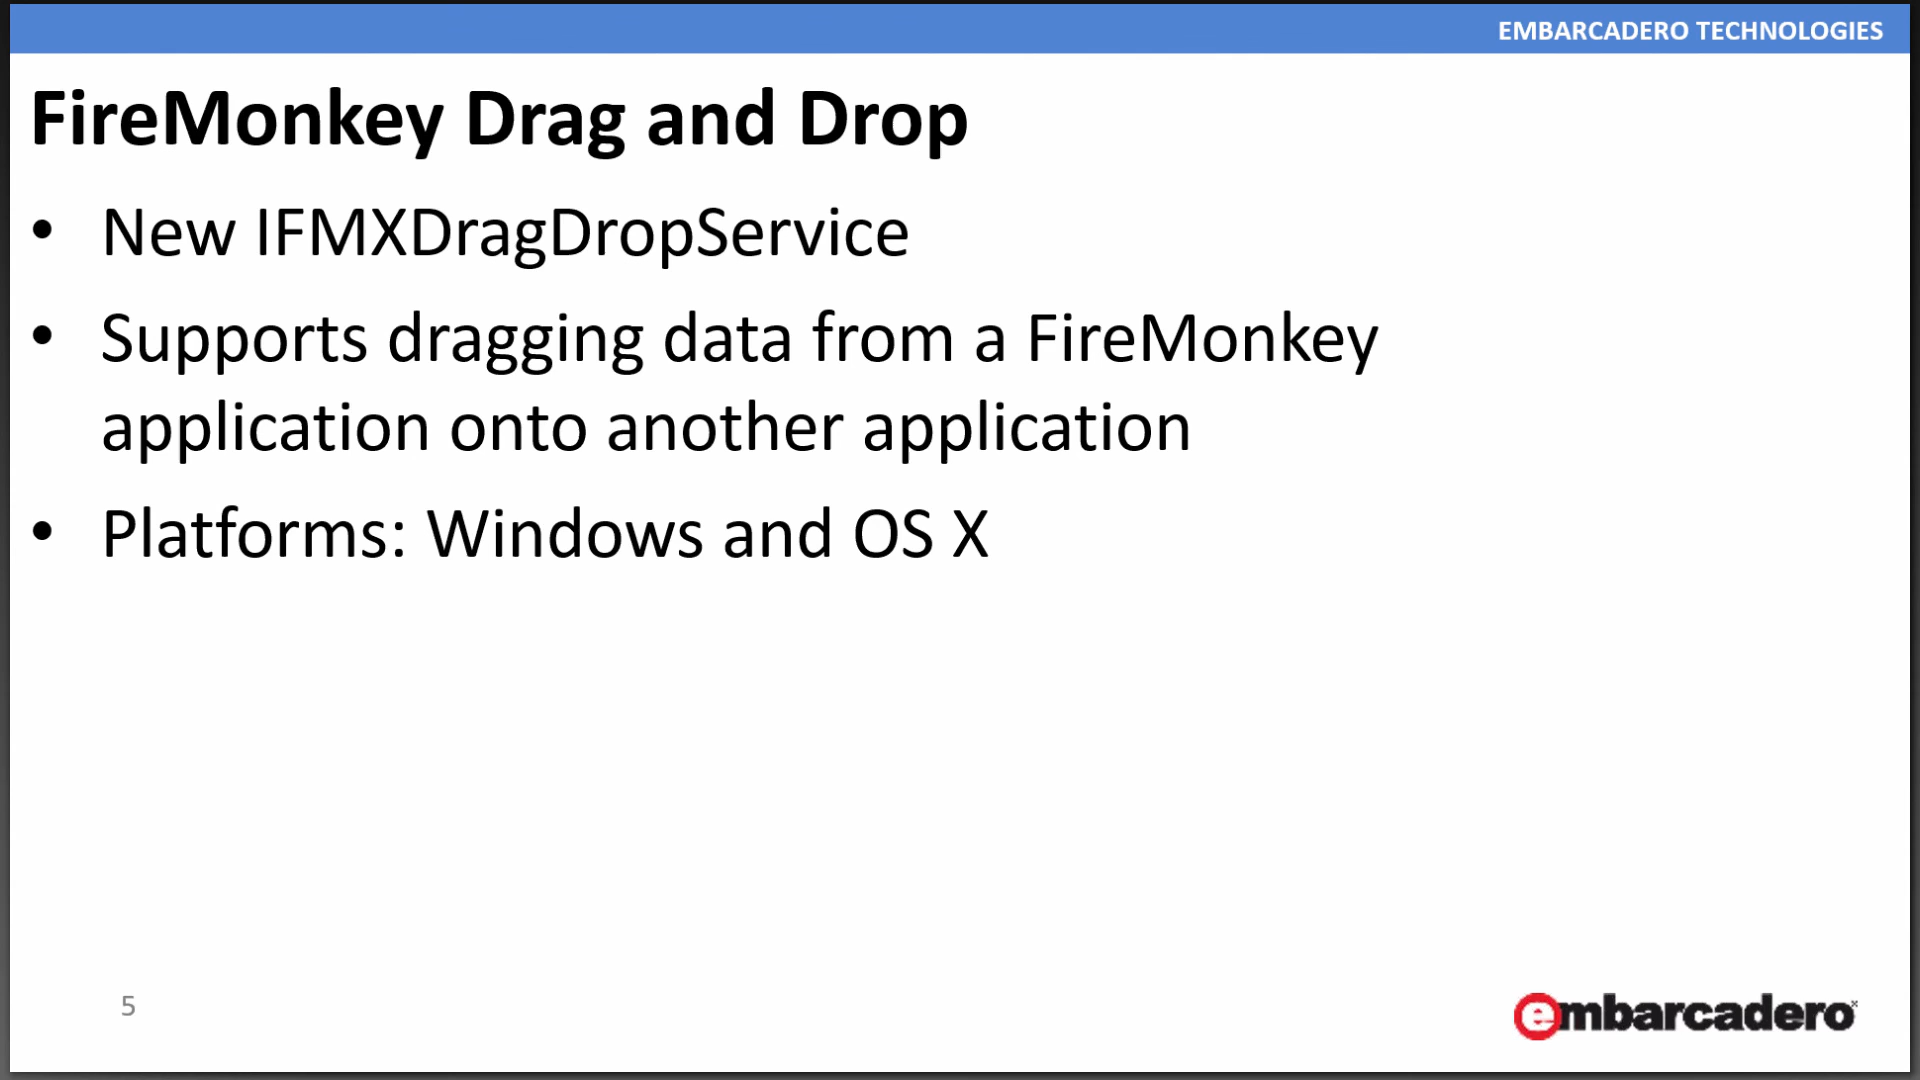 EMBARCADERO TECHNOLOGIES
FireMonkey Drag and Drop
• New IFMXDragDropService
• Supports dragging data from a FireMonkey
application onto another application
• Platforms: Windows and OS X
5
embarcadero